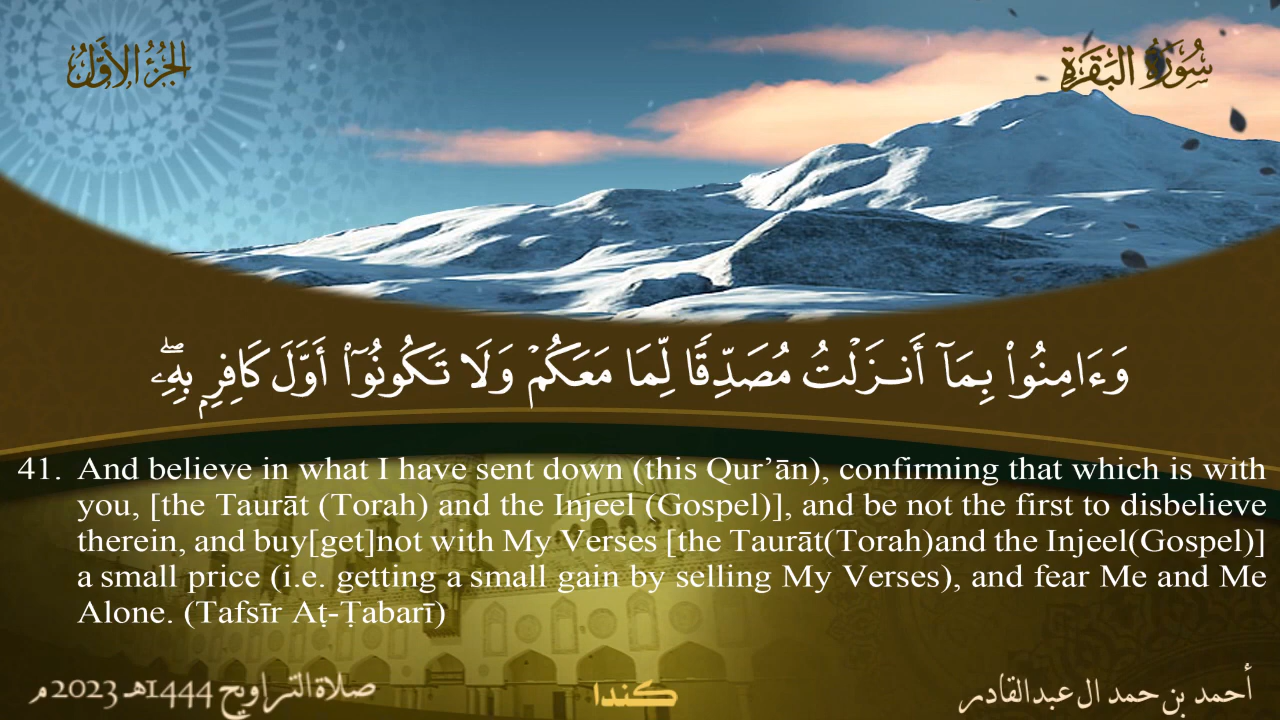 سُورَةُ البَقَرَةِ
الجُزْءُ الأَوَّلُ
وَءَامِنُوا۟ بِمَآ أَنزَلْتُ مُصَدِّقًا لِّمَا مَعَكُمْ وَلَا تَكُونُوٓا۟ أَوَّلَ كَافِرِۭ بِهِۦۖ
41. And believe in what I have sent down (this Qur’ān), confirming that which is with
you, [the Taurāt (Torah) and the Injeel (Gospel)], and be not the first to disbelieve
therein, and buy[get]not with My Verses [the Taurāt(Torah)and the Injeel(Gospel)]
a small price (i.e. getting a small gain by selling My Verses), and fear Me and Me
Alone. (Tafsīr Aṭ-Ṭabarī)
أحمد بن حمد ال عبدالقادر
كندا
صلاة التراويح 1444هـ 2023م